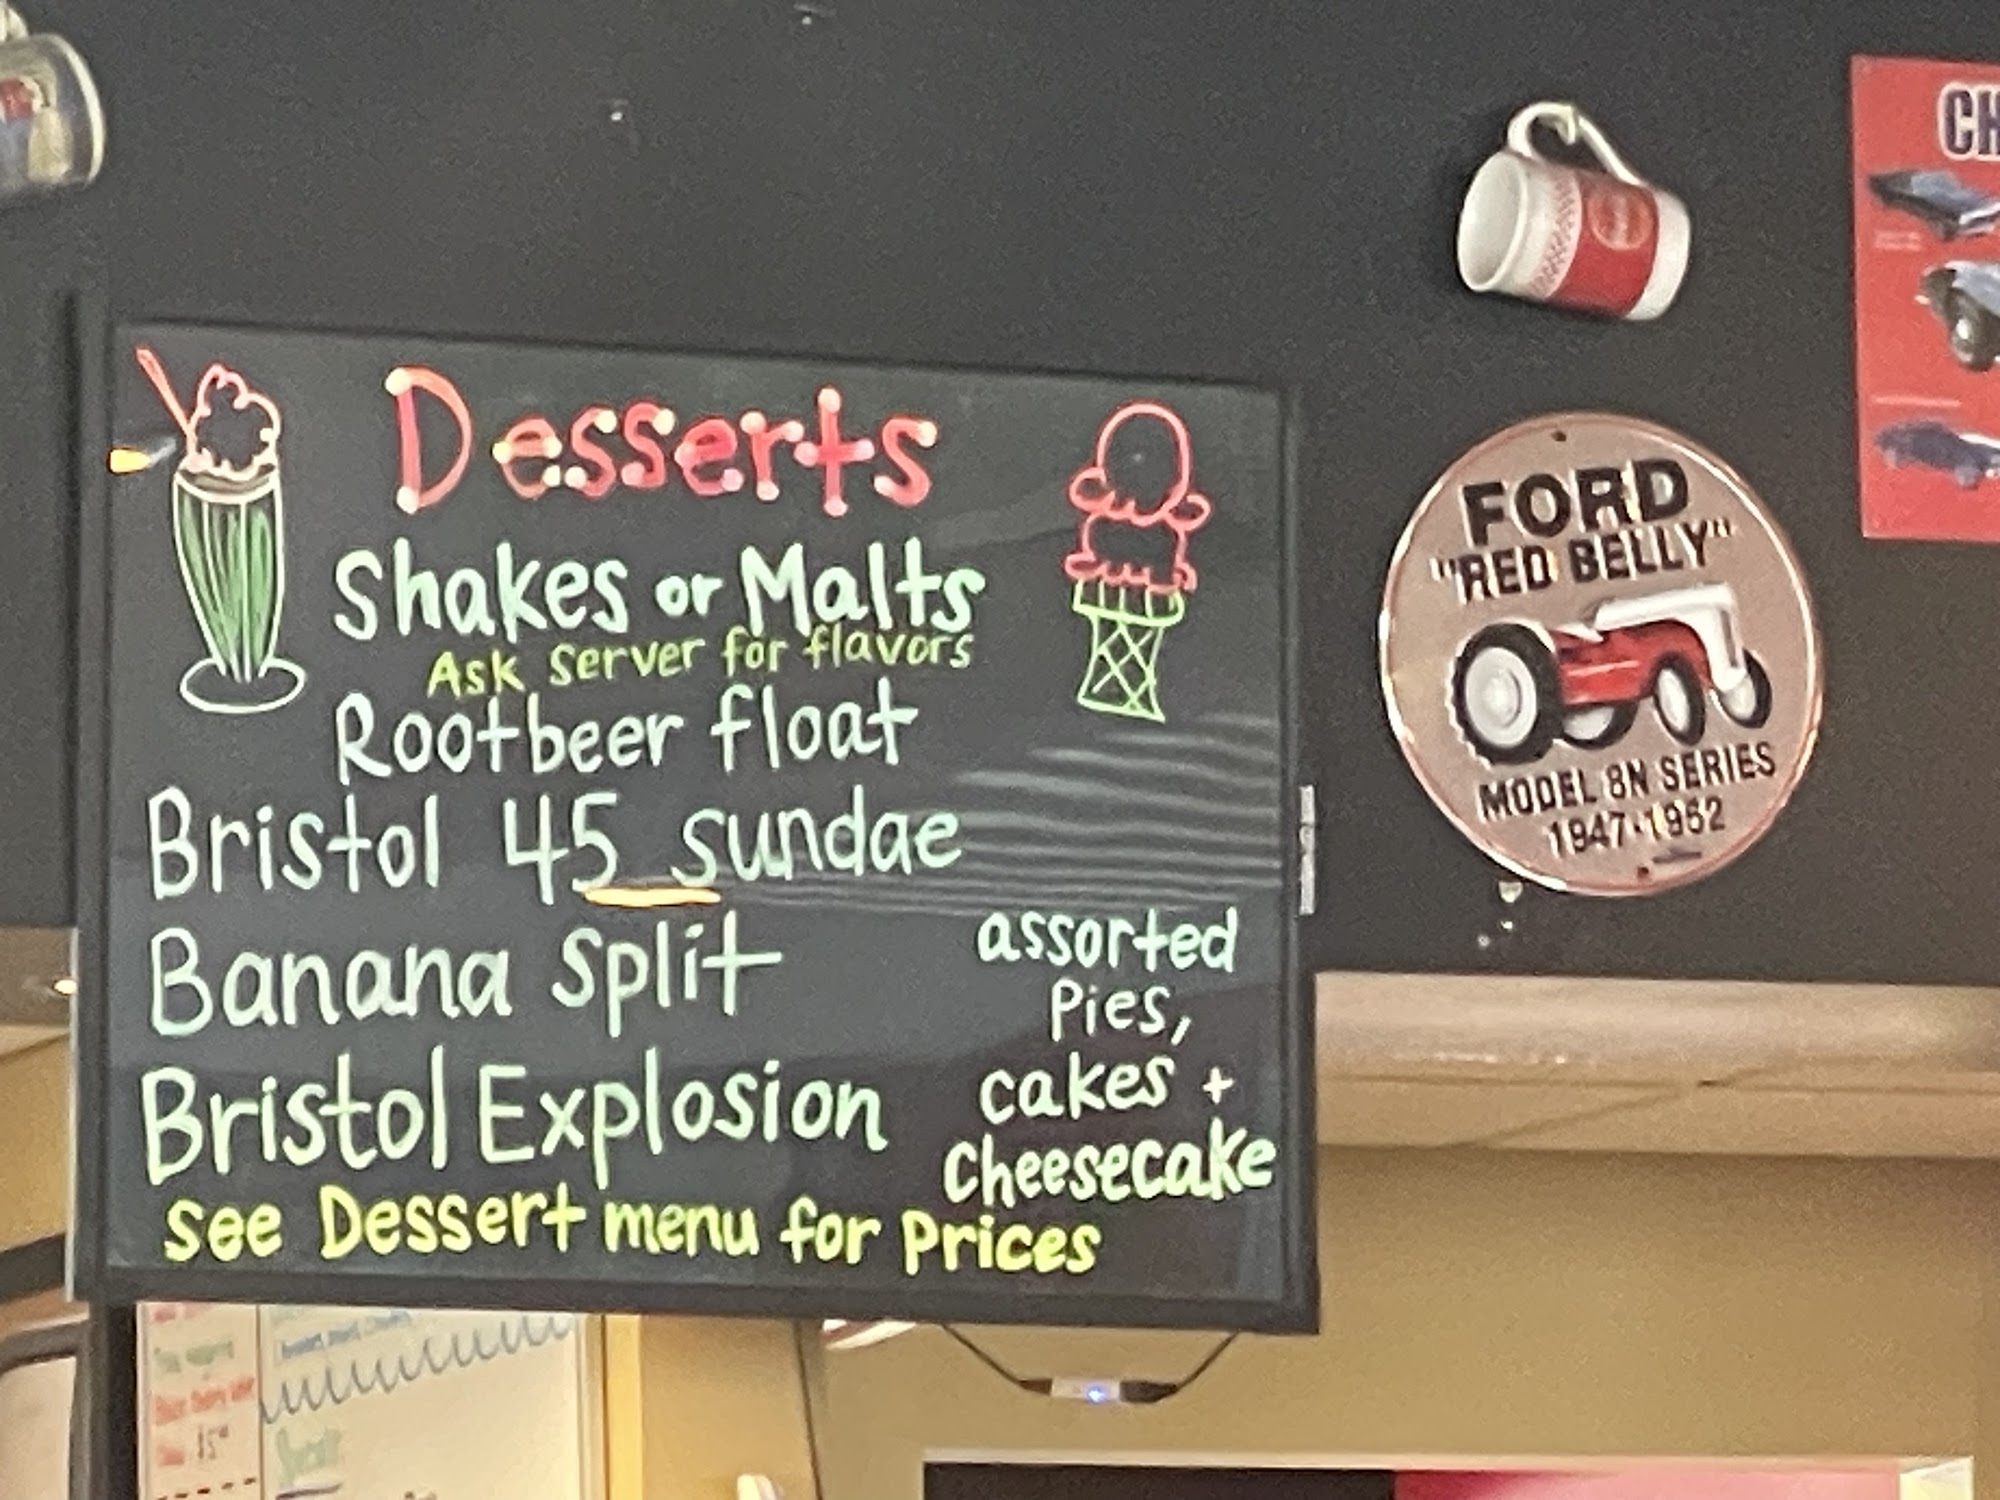 Desserts
Shakes or Malts
Ask server for flavors
Rootbeer float
Bristol 45 sundae
Banana split
Bristol Explosion
assorted
Pies,
cakes +
Cheesecake
see Dessert menu for Prices
FORD
"RED BELLY"
MODEL 8N SERIES
1947-1952
CH